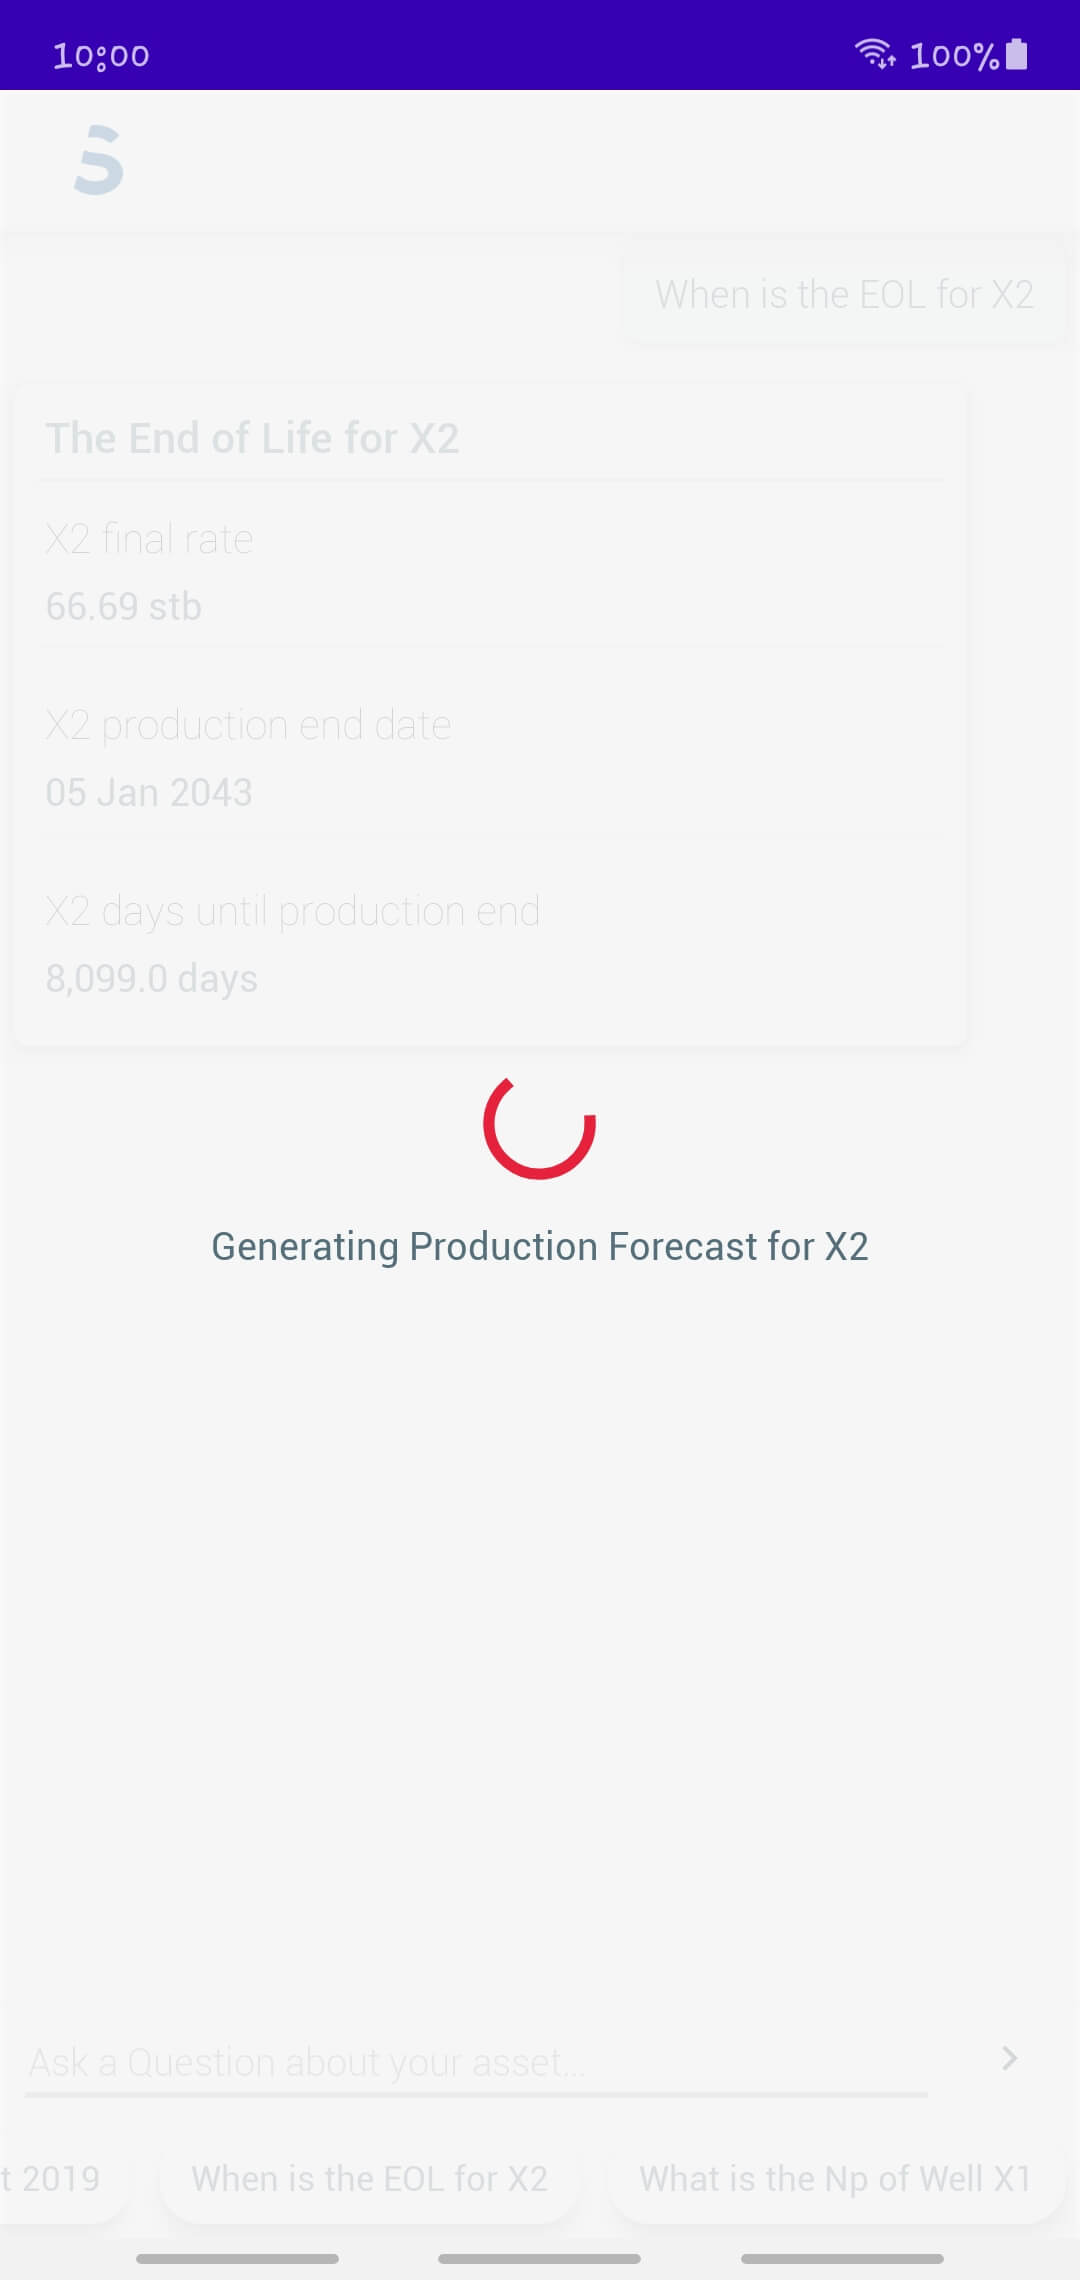 10:00
100%
S
When is the EOL for X2
The End of Life for X2
X2 final rate
66.69 stb
X2 production end date
05 Jan 2043
X2 days until production end
8,099.0 days
Generating Production Forecast for X2
Ask a Question about your asset...
t 2019
When is the EOL for X2
What is the Np of Well X1